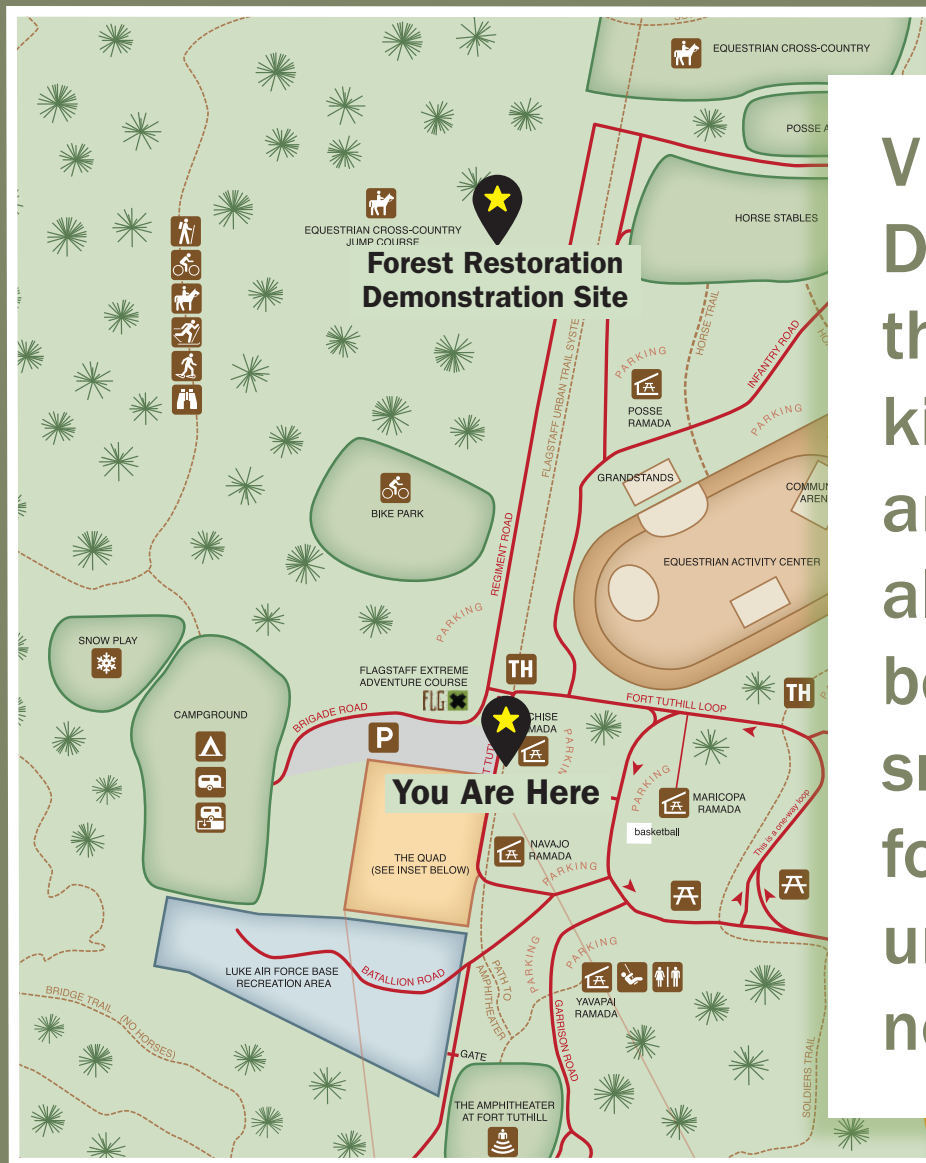 EQUESTRIAN CROSS-COUNTRY
POSSE
HORSE STABLES
EQUESTRIAN CROSS-COUNTRY
JUMP COURSE
Forest Restoration
Demonstration Site
FLAGSTAFF URBAN TRAIL SYSTE
HORSE TRAIL
INFANTRY ROAD
PARKING
POSSE
RAMADA
PARKING
GRANDSTANDS
COMMUN
AREN
EQUESTRIAN ACTIVITY CENTER
BIKE PARK
REGIMENT ROAD
PARKING
SNOW PLAY
CAMPGROUND
FLAGSTAFF EXTREME
ADVENTURE COURSE
FLG
TH
BRIGADE ROAD
P
CHISE
MADA
PARKING
FORT TUTHILL LOOP
TH
You Are Here
PARKING
MARICOPA
RAMADA
basketball
This is a one-way loop
THE QUAD
(SEE INSET BELOW)
NAVAJO
RAMADA
PARKING
LUKE AIR FORCE BASE
RECREATION AREA
BATALLION ROAD
BRIDGE TRAIL (NO HORSES)
PATH TO
AMPHITHEATER
PARKING
PARKING
YAVAPAI
RAMADA
GARRISON ROAD
GATE
THE AMPHITHEATER
AT FORT TUTHILL
SOLDIERS TRAIL
V
D
th
ki
al
be
fo